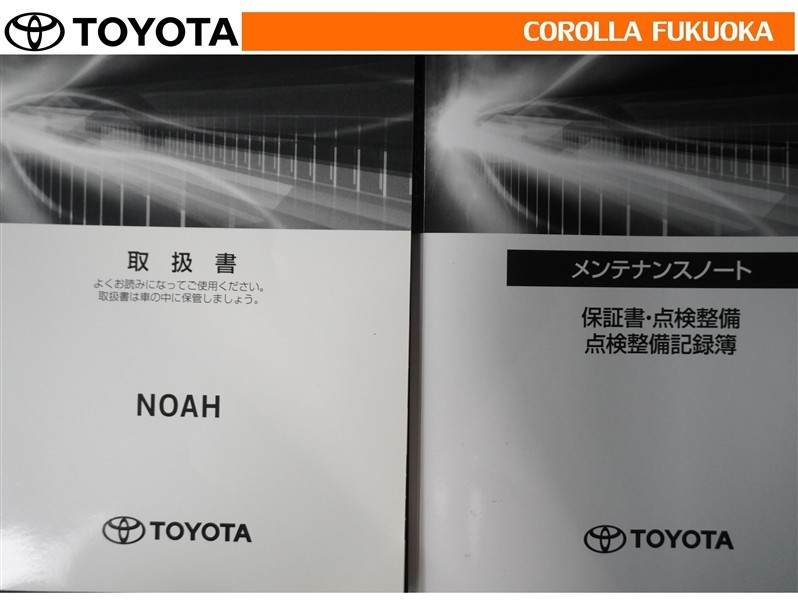 TOYOTA
COROLLA FUKUOKA
取扱書
よくお読みになってご使用ください。
取扱書は車の中に保管しましょう。
NOAH
TOYOTA
メンテナンスノート
保証書・点検整備
点検整備記録簿
TOYOTA